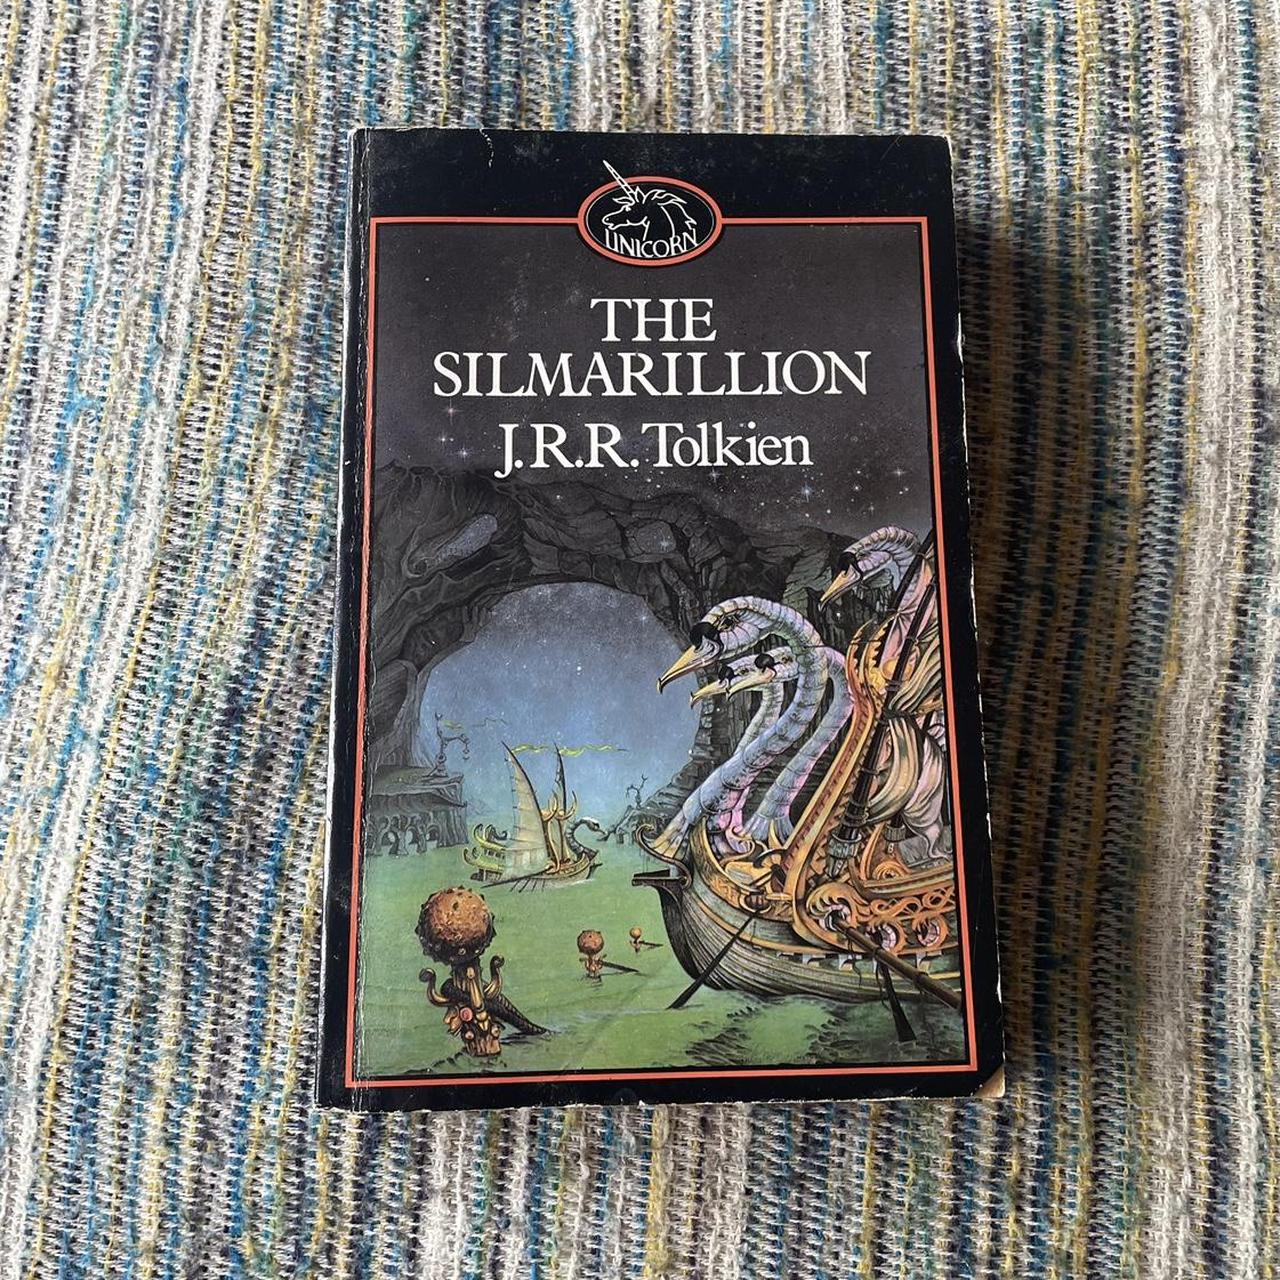 UNICORN
THE
SILMARILLION
J.R.R. Tolkien